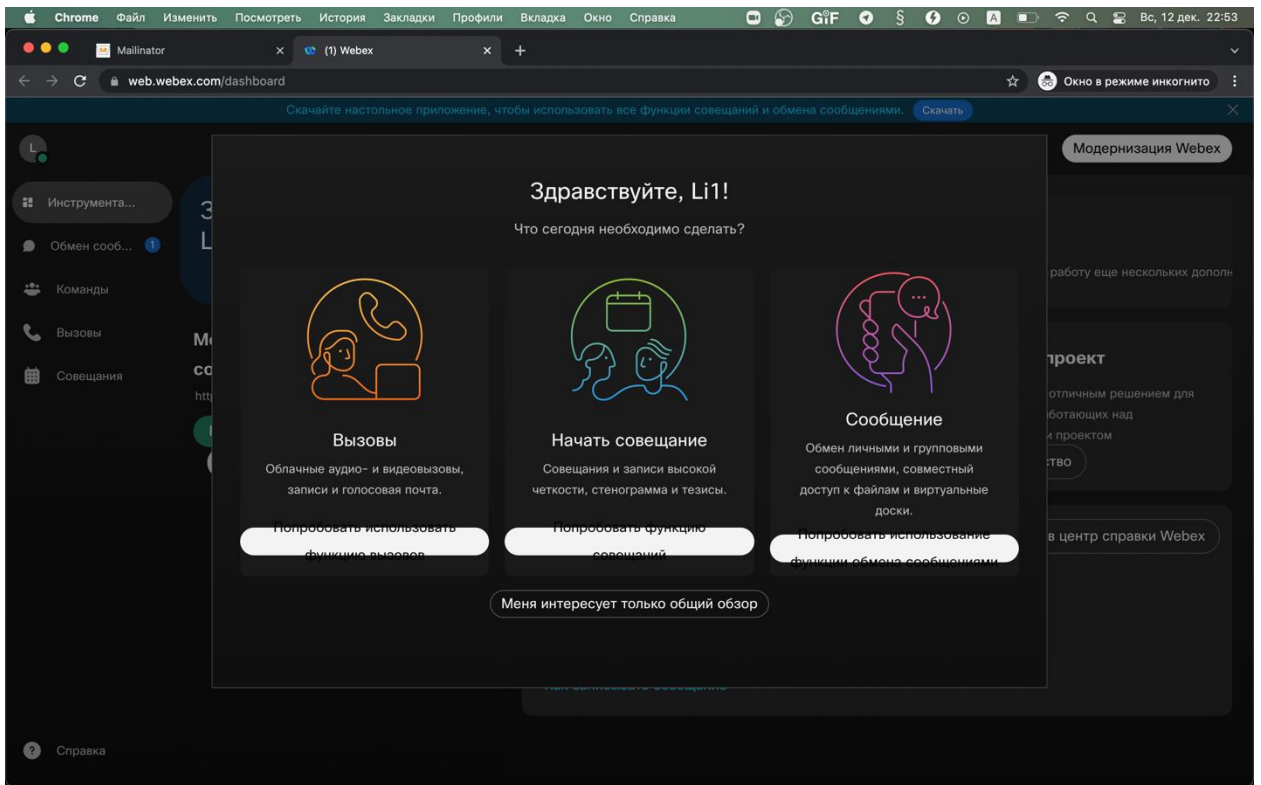 Chrome Файл Изменить Посмотреть История Закладки Профили Вкладка Окно Справка GIF § A Вс, 12 дек. 22:53
Mailinator (1) Webex
web.webex.com/dashboard Окно в режиме инкогнито
Скачайте настольное приложение, чтобы использовать все функции совещаний и обмена сообщениями. Скачать
L Модернизация Webex
Здравствуйте, Li1!
Что сегодня необходимо сделать?
Инструмента...
Обмен сооб... 1
Команды
Вызовы
Совещания
работу еще нескольких
проект
отличным решением для
над
проектом
в центр справки Webex
Вызовы
Облачные аудио- и видеовызовы,
записи и голосовая почта.
Попробовать использовать
функцию вызовов
Начать совещание
Совещания и записи высокой
четкости, стенограмма и тезисы.
Попробовать функцию
совещаний
Сообщение
Обмен личными и групповыми
сообщениями, совместный
доступ к файлам и виртуальные
доски.
Попробовать использование
функции обмена сообщениями
Меня интересует только общий обзор
Справка